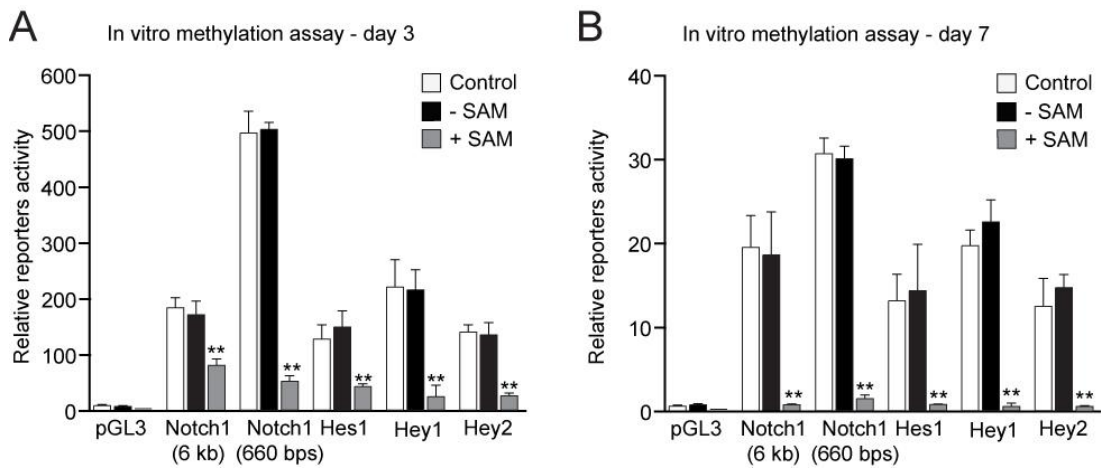 A
In vitro methylation assay - day 3
Relative reporters activity
600
500
400
300
200
100
0
Control
- SAM
+ SAM
**
**
**
**
**
pGL3
Notch1
(6 kb)
Notch1
(660 bps)
Hes1
Hey1
Hey2
B
In vitro methylation assay - day 7
Relative reporters activity
40
30
20
10
0
Control
- SAM
+ SAM
**
**
**
**
**
pGL3
Notch1
(6 kb)
Notch1
(660 bps)
Hes1
Hey1
Hey2